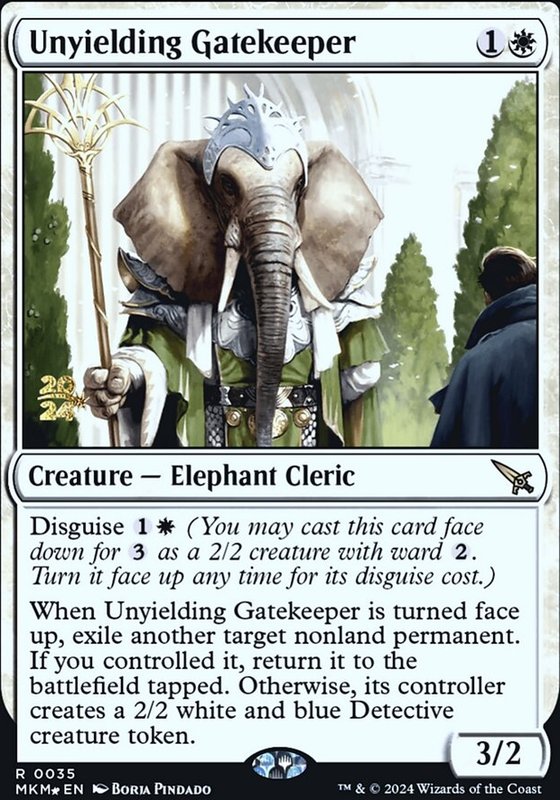 Unyielding Gatekeeper 1
20
24
Creature — Elephant Cleric
Disguise 1 (You may cast this card face
down for 3 as a 2/2 creature with ward 2.
Turn it face up any time for its disguise cost.)
When Unyielding Gatekeeper is turned face
up, exile another target nonland permanent.
If you controlled it, return it to the
battlefield tapped. Otherwise, its controller
creates a 2/2 white and blue Detective
creature token.
3/2
R 0035
MKM★EN Borja Pindado
™ & © 2024 Wizards of the Coast